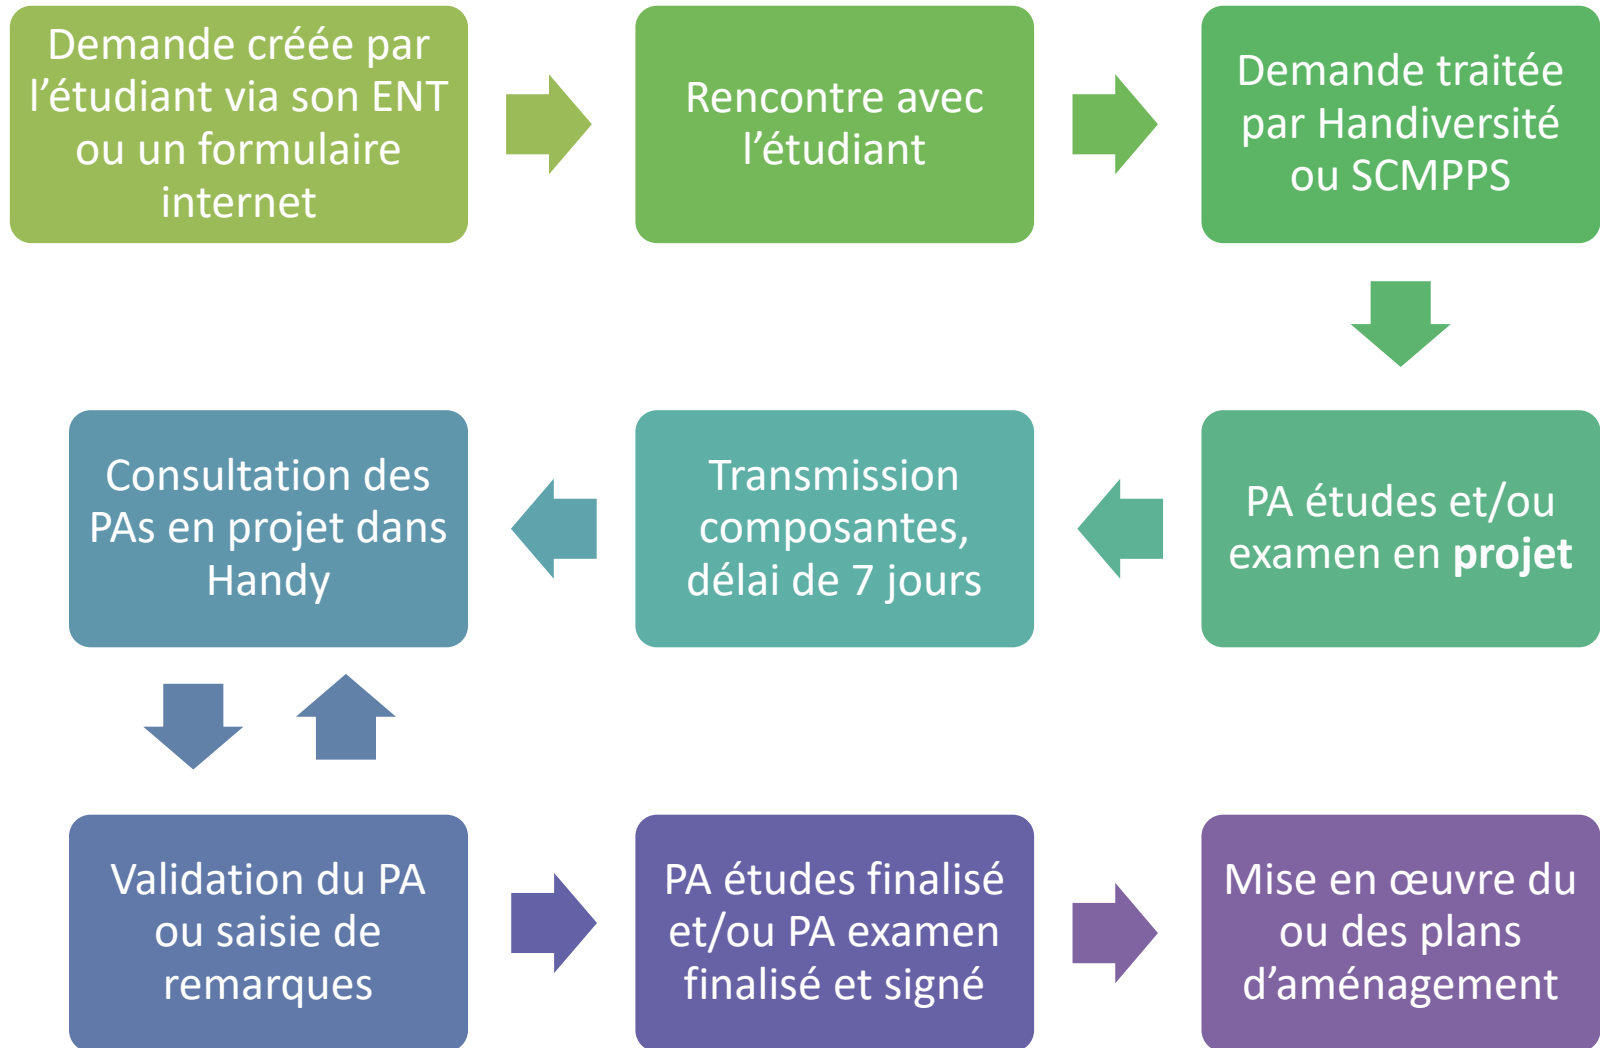 Demande créée par
l’étudiant via son ENT
ou un formulaire
internet
Rencontre avec
l’étudiant
Demande traitée
par Handiversité
ou SCMPPS
PA études et/ou
examen en projet
Transmission
composantes,
délai de 7 jours
Consultation des
PAs en projet dans
Handy
Validation du PA
ou saisie de
remarques
PA études finalisé
et/ou PA examen
finalisé et signé
Mise en œuvre du
ou des plans
d’aménagement